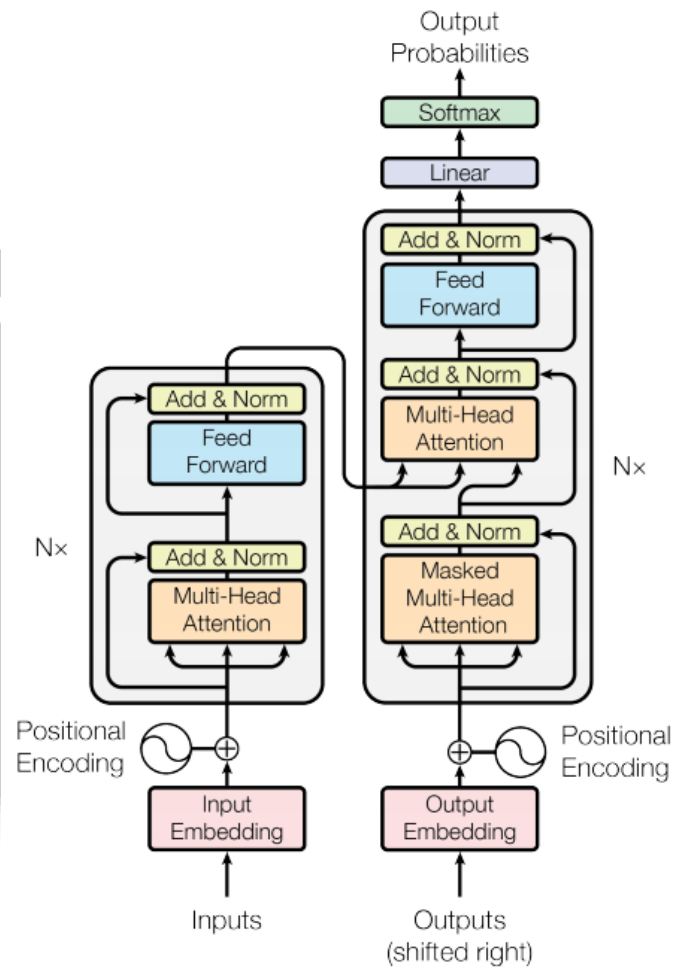 Output
Probabilities
Softmax
Linear
Add & Norm
Feed
Forward
Add & Norm
Multi-Head
Attention
Add & Norm
Masked
Multi-Head
Attention
N×
Add & Norm
Feed
Forward
Add & Norm
Multi-Head
Attention
N×
Positional
Encoding
Positional
Encoding
Input
Embedding
Output
Embedding
Inputs
Outputs
(shifted right)